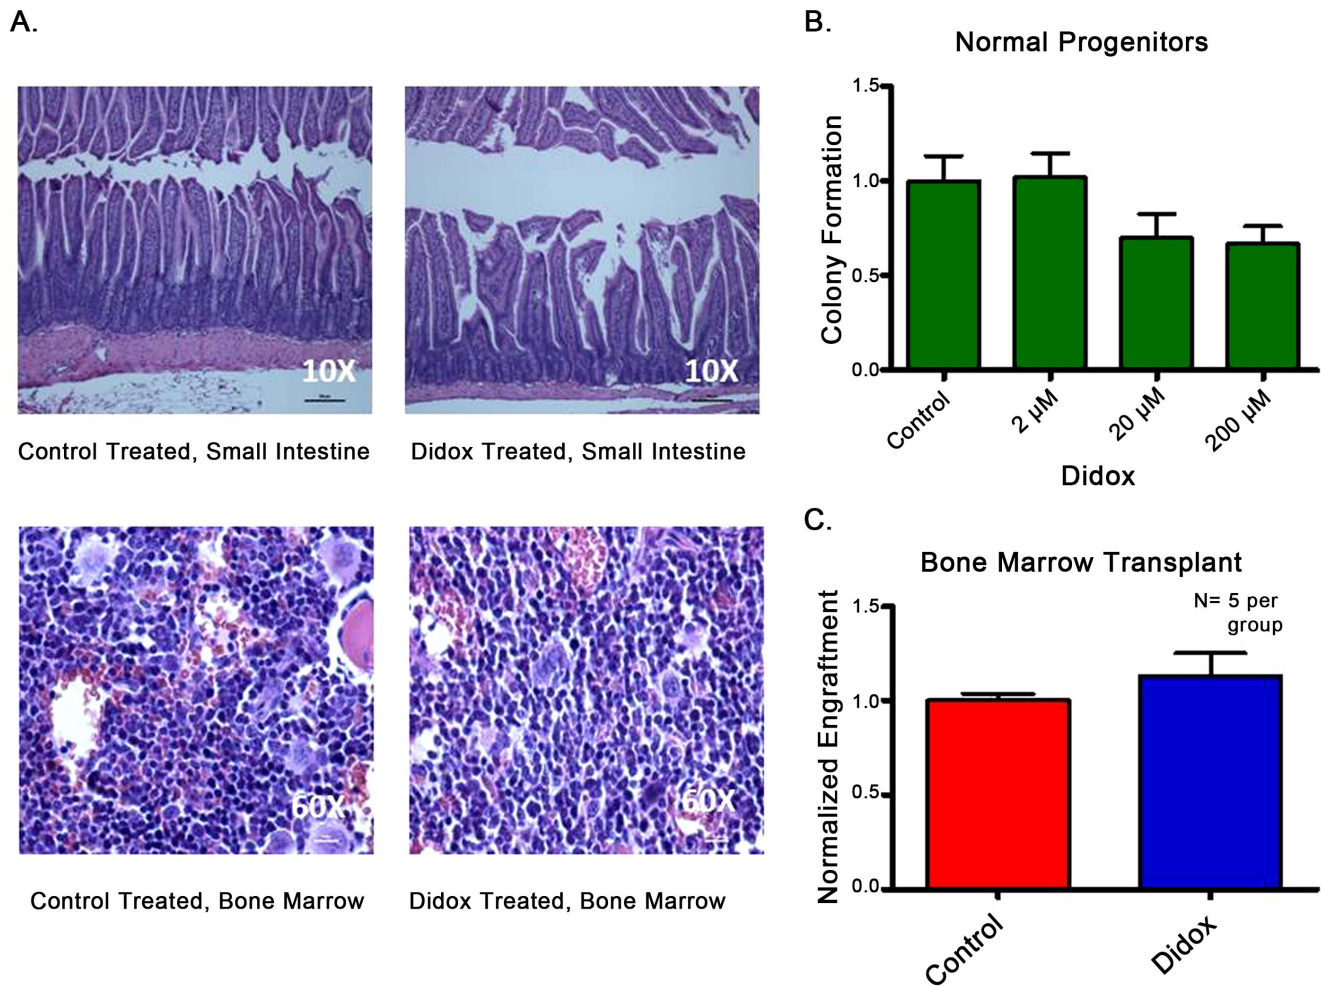 A.
10X
10X
Control Treated, Small Intestine
Didox Treated, Small Intestine
60X
60X
Control Treated, Bone Marrow
Didox Treated, Bone Marrow
B.
Normal Progenitors
Colony Formation
1.5
1.0
0.5
0.0
Control
2 µM
20 µM
200 µM
Didox
C.
Bone Marrow Transplant
N= 5 per
group
Normalized Engraftment
1.5
1.0
0.5
0.0
Control
Didox